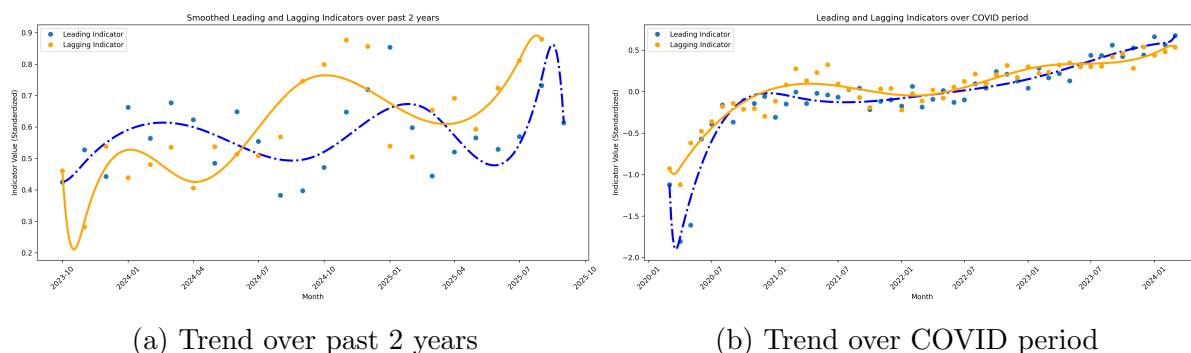 Smoothed Leading and Lagging Indicators over past 2 years
Leading Indicator
Lagging Indicator
Indicator Value (Standardized)
0.9
0.8
0.7
0.6
0.5
0.4
0.3
0.2
2023-10
2024-01
2024-04
2024-07
2024-10
2025-01
2025-04
2025-07
2025-10
Month
(a) Trend over past 2 years
Leading and Lagging Indicators over COVID period
Leading Indicator
Lagging Indicator
Indicator Value (Standardized)
0.5
0.0
−0.5
−1.0
−1.5
−2.0
2020-01
2020-07
2021-01
2021-07
2022-01
2022-07
2023-01
2023-07
2024-01
Month
(b) Trend over COVID period